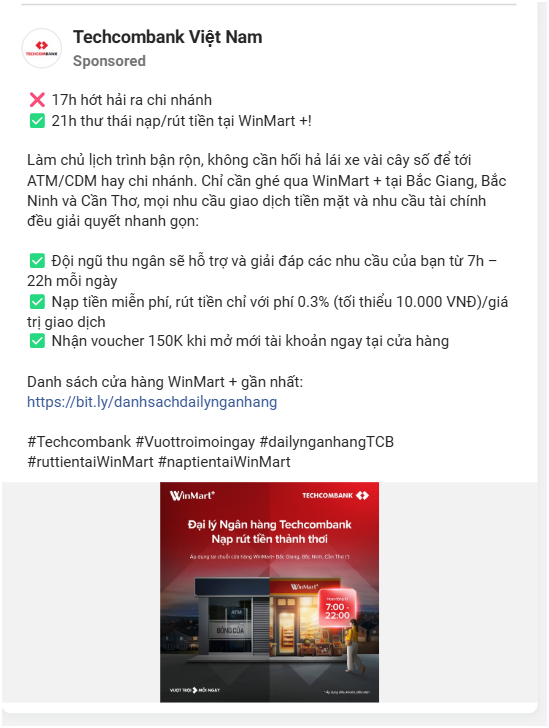 Techcombank Việt Nam
TECHCOMBANK
Sponsored
❌ 17h hớt hải ra chi nhánh
✅ 21h thư thái nạp/rút tiền tại WinMart +!
Làm chủ lịch trình bận rộn, không cần hối hả lái xe vài cây số để tới
ATM/CDM hay chi nhánh. Chỉ cần ghé qua WinMart + tại Bắc Giang, Bắc
Ninh và Cần Thơ, mọi nhu cầu giao dịch tiền mặt và nhu cầu tài chính
đều giải quyết nhanh gọn:
✅ Đội ngũ thu ngân sẽ hỗ trợ và giải đáp các nhu cầu của bạn từ 7h –
22h mỗi ngày
✅ Nạp tiền miễn phí, rút tiền chỉ với phí 0.3% (tối thiểu 10.000 VNĐ)/giá
trị giao dịch
✅ Nhận voucher 150K khi mở mới tài khoản ngay tại cửa hàng
Danh sách cửa hàng WinMart + gần nhất:
https://bit.ly/danhsachdailynganhang
#Techcombank #Vuottroimoingay #dailynganhangTCB
#ruttientaiWinMart #naptientaiWinMart
WinMart+ TECHCOMBANK
Đại lý Ngân hàng Techcombank
Nạp rút tiền thảnh thơi
Áp dụng tại chuỗi cửa hàng WinMart+ Bắc Giang, Bắc Ninh, Cần Thơ (*)
WinMart+
7:00 -
22:00
ATM
ĐÓNG CỬA
VƯỢT TRỘI MỖI NGÀY